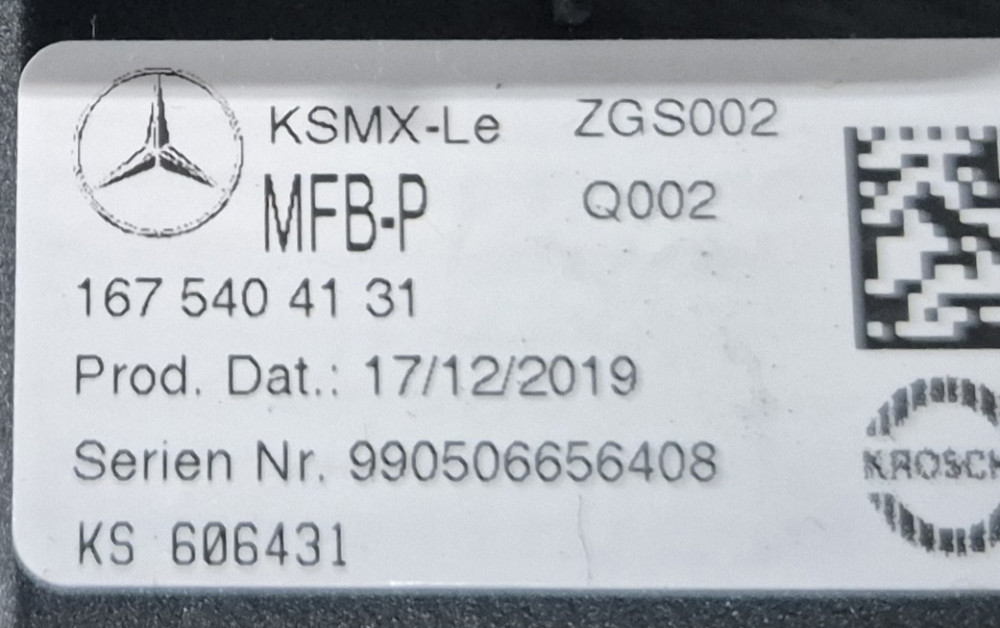 KSMX-Le ZGS002
MFB-P Q002
167 540 41 31
Prod. Dat.: 17/12/2019
Serien Nr. 990506656408
KS 606431